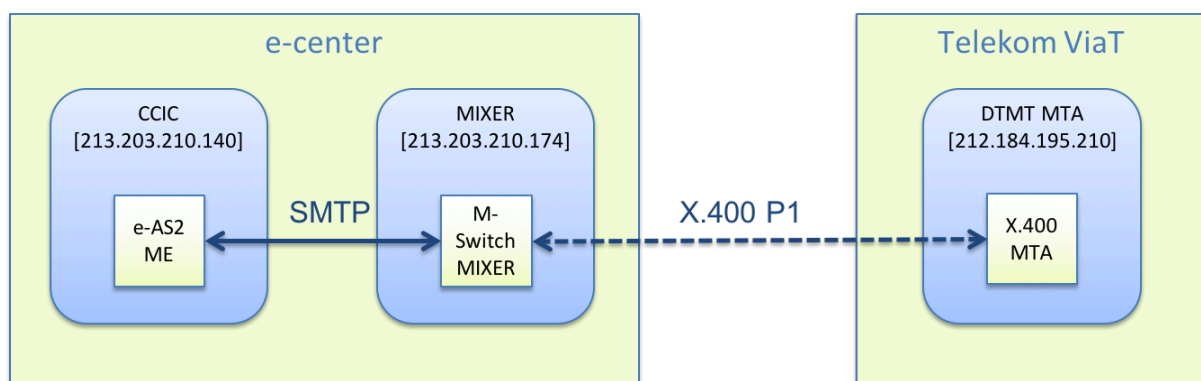 e-center
Telekom ViaT
CCIC
[213.203.210.140]
MIXER
[213.203.210.174]
DTMT MTA
[212.184.195.210]
SMTP
X.400 P1
e-AS2
ME
M-
Switch
MIXER
X.400
MTA